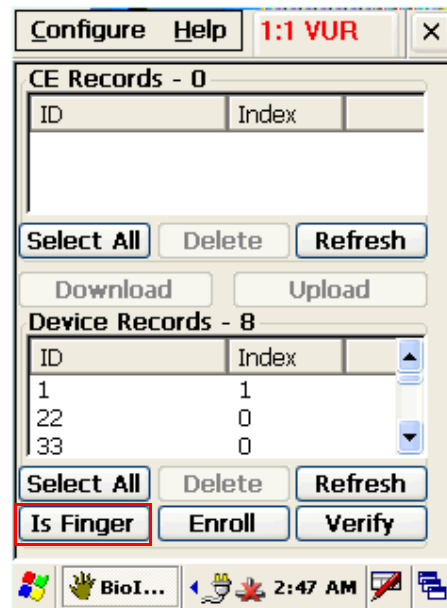 Configure Help 1:1 VUR
CE Records - 0
ID Index
Select All Delete Refresh
Download Upload
Device Records - 8
ID Index
1 1
22 0
33 0
Select All Delete Refresh
Is Finger Enroll Verify
BioI... 2:47 AM